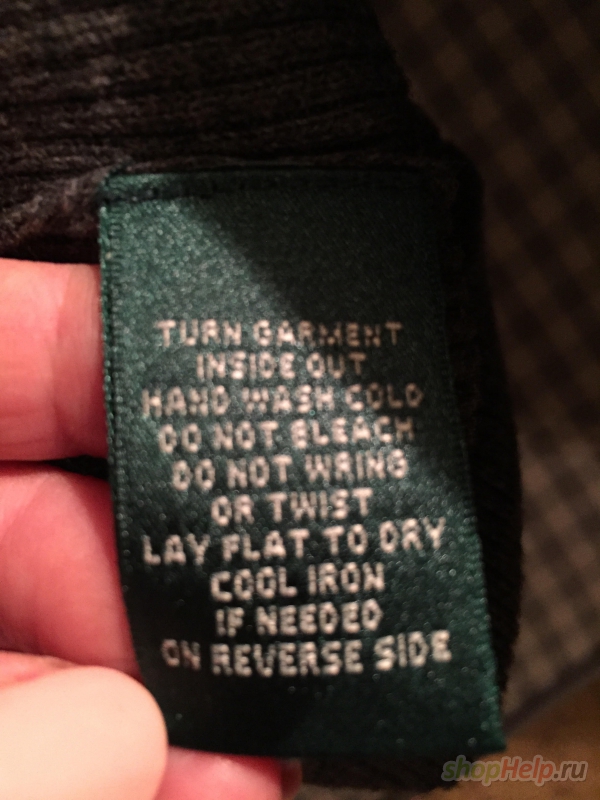 TURN GARMENT
INSIDE OUT
HAND WASH COLD
DO NOT BLEACH
DO NOT WRING
OR TWIST
LAY FLAT TO DRY
COOL IRON
IF NEEDED
ON REVERSE SIDE
shopHelp.ru